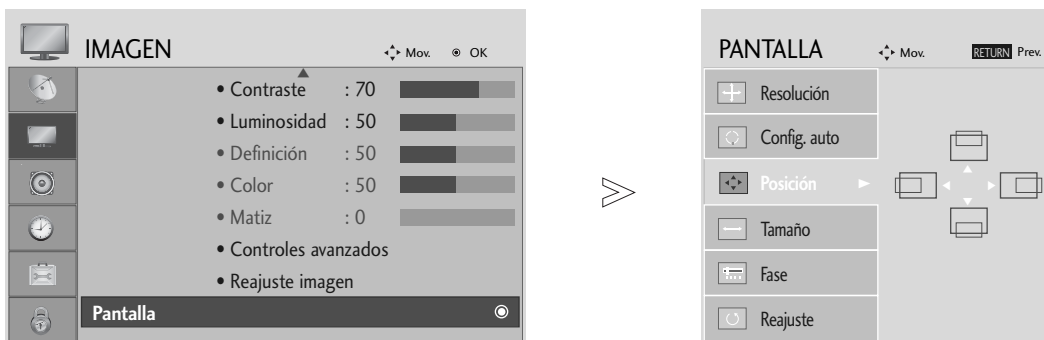 IMAGEN Mov. OK
• Contraste : 70
• Luminosidad : 50
• Definición : 50
• Color : 50
• Matiz : 0
• Controles avanzados
• Reajuste imagen
Pantalla
PANTALLA Mov. RETURN Prev.
Resolución
Config. auto
Posición
Tamaño
Fase
Reajuste